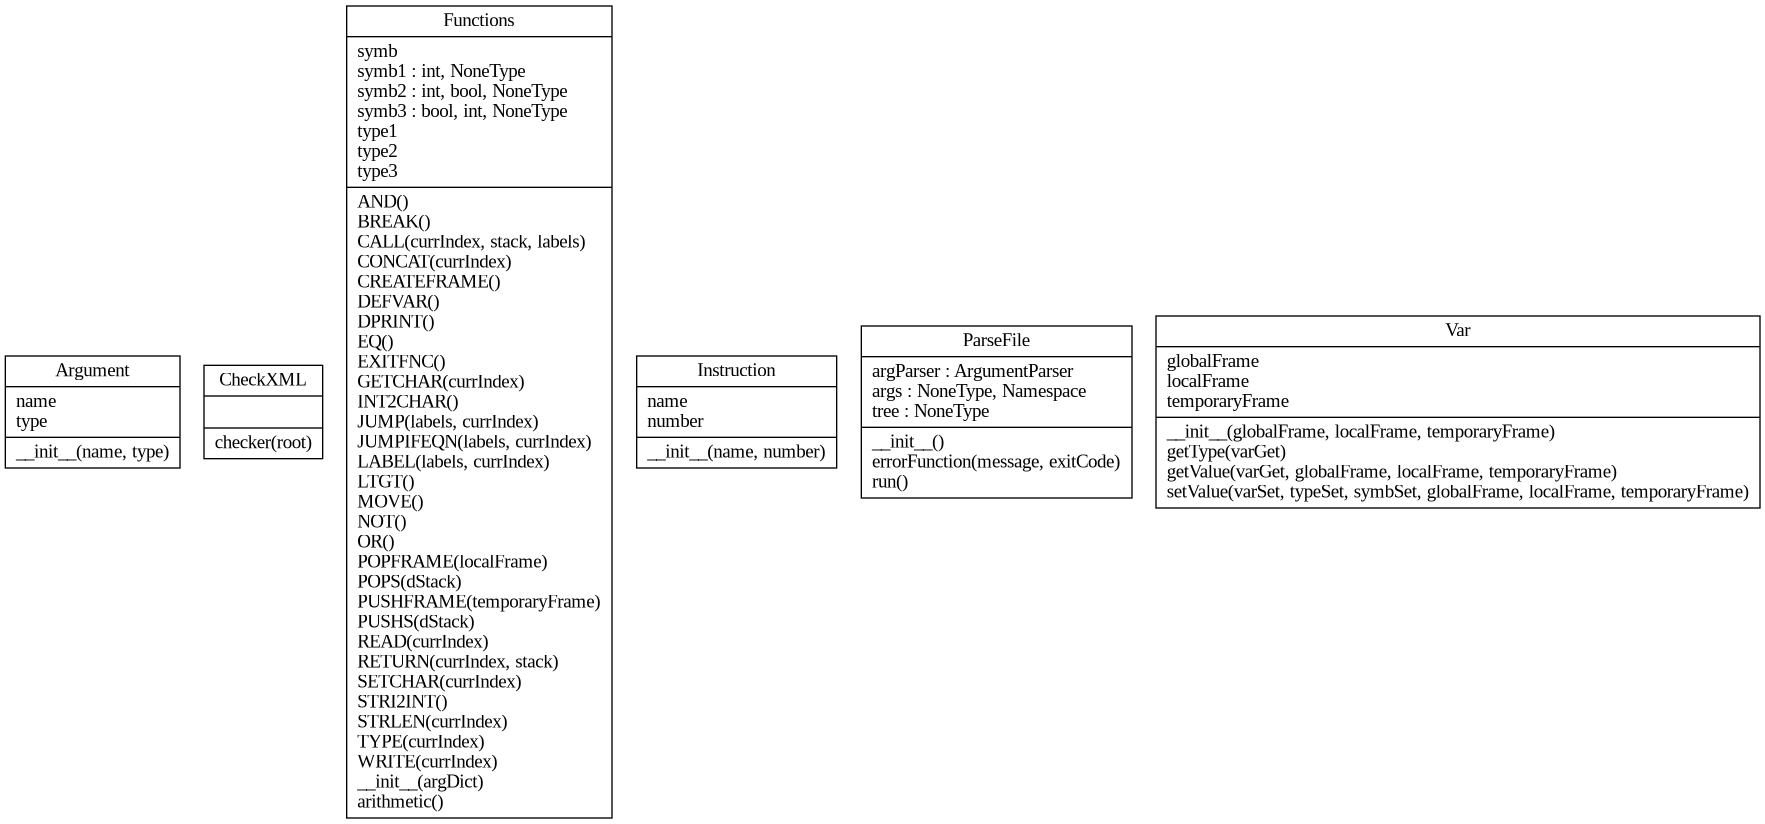 Argument
name
type
__init__(name, type)
CheckXML
checker(root)
Functions
symb
symb1 : int, NoneType
symb2 : int, bool, NoneType
symb3 : bool, int, NoneType
type1
type2
type3
AND()
BREAK()
CALL(currIndex, stack, labels)
CONCAT(currIndex)
CREATEFRAME()
DEFVAR()
DPRINT()
EQ()
EXITFNC()
GETCHAR(currIndex)
INT2CHAR()
JUMP(labels, currIndex)
JUMPIFEQN(labels, currIndex)
LABEL(labels, currIndex)
LTGT()
MOVE()
NOT()
OR()
POPFRAME(localFrame)
POPS(dStack)
PUSHFRAME(temporaryFrame)
PUSHS(dStack)
READ(currIndex)
RETURN(currIndex, stack)
SETCHAR(currIndex)
STRI2INT()
STRLEN(currIndex)
TYPE(currIndex)
WRITE(currIndex)
__init__(argDict)
arithmetic()
Instruction
name
number
__init__(name, number)
ParseFile
argParser : ArgumentParser
args : NoneType, Namespace
tree : NoneType
__init__()
errorFunction(message, exitCode)
run()
Var
globalFrame
localFrame
temporaryFrame
__init__(globalFrame, localFrame, temporaryFrame)
getType(varGet)
getValue(varGet, globalFrame, localFrame, temporaryFrame)
setValue(varSet, typeSet, symbSet, globalFrame, localFrame, temporaryFrame)